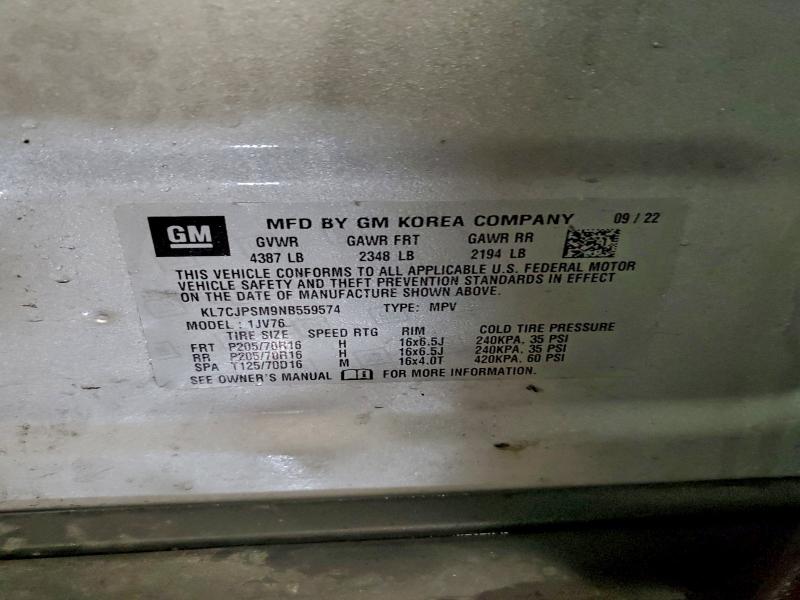 GM MFD BY GM KOREA COMPANY 09 / 22
GVWR GAWR FRT GAWR RR
4387 LB 2348 LB 2194 LB
THIS VEHICLE CONFORMS TO ALL APPLICABLE U.S. FEDERAL MOTOR
VEHICLE SAFETY AND THEFT PREVENTION STANDARDS IN EFFECT
ON THE DATE OF MANUFACTURE SHOWN ABOVE.
KL7CJPSM9NB559574 TYPE: MPV
MODEL : 1JV76
TIRE SIZE SPEED RTG RIM COLD TIRE PRESSURE
FRT P205/70R16 H 16x6.5J 240KPA. 35 PSI
RR P205/70R16 H 16x6.5J 240KPA. 35 PSI
SPA T125/70D16 M 16x4.0T 420KPA. 60 PSI
SEE OWNER'S MANUAL FOR MORE INFORMATION.